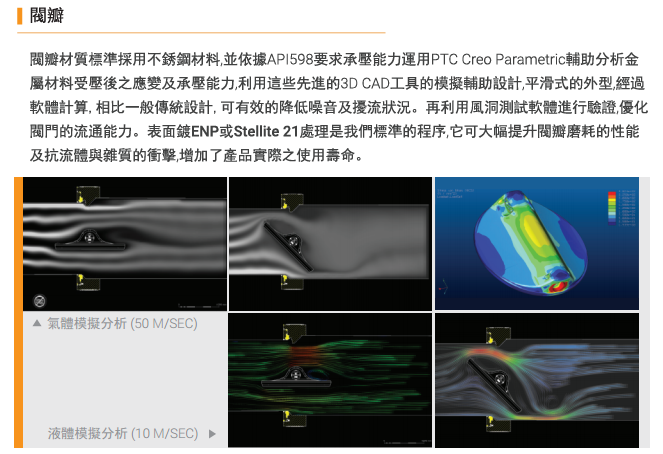 閥瓣
閥瓣材質標準採用不銹鋼材料,並依據API598要求承壓能力運用PTC Creo Parametric輔助分析金
屬材料受壓後之應變及承壓能力,利用這些先進的3D CAD工具的模擬輔助設計,平滑式的外型,經過
軟體計算, 相比一般傳統設計, 可有效的降低噪音及擾流狀況。再利用風洞測試軟體進行驗證,優化
閥門的流通能力。表面鍍ENP或Stellite 21處理是我們標準的程序,它可大幅提升閥瓣磨耗的性能
及抗流體與雜質的衝擊,增加了產品實際之使用壽命。
▲ 氣體模擬分析 (50 M/SEC)
液體模擬分析 (10 M/SEC) ▶